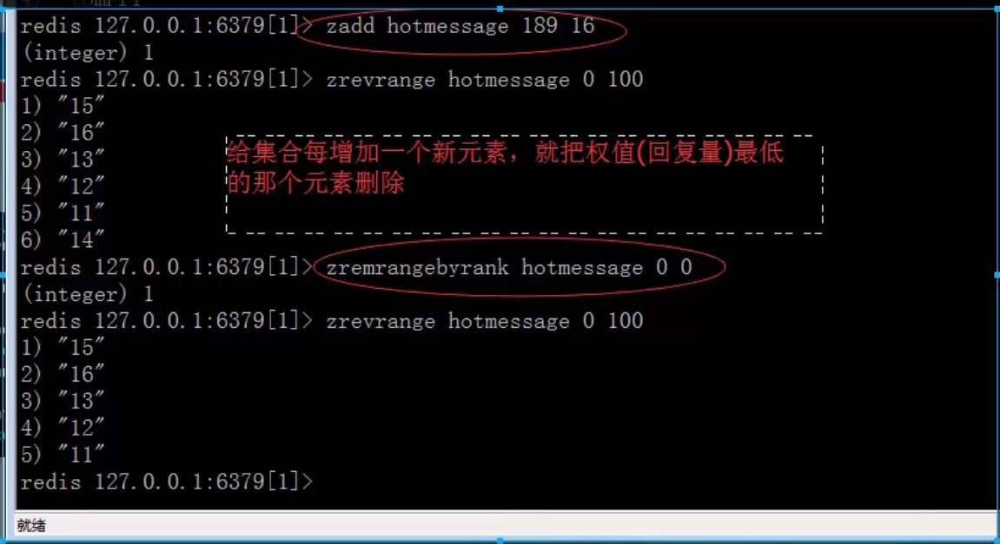 redis 127.0.0.1:6379[1]> zadd hotmessage 189 16
(integer) 1
redis 127.0.0.1:6379[1]> zrevrange hotmessage 0 100
1) "15"
2) "16"
3) "13"
4) "12"
5) "11"
6) "14"
给集合每增加一个新元素，就把权值(回复量)最低
的那个元素删除
redis 127.0.0.1:6379[1]> zremrangebyrank hotmessage 0 0
(integer) 1
redis 127.0.0.1:6379[1]> zrevrange hotmessage 0 100
1) "15"
2) "16"
3) "13"
4) "12"
5) "11"
redis 127.0.0.1:6379[1]>
就绪